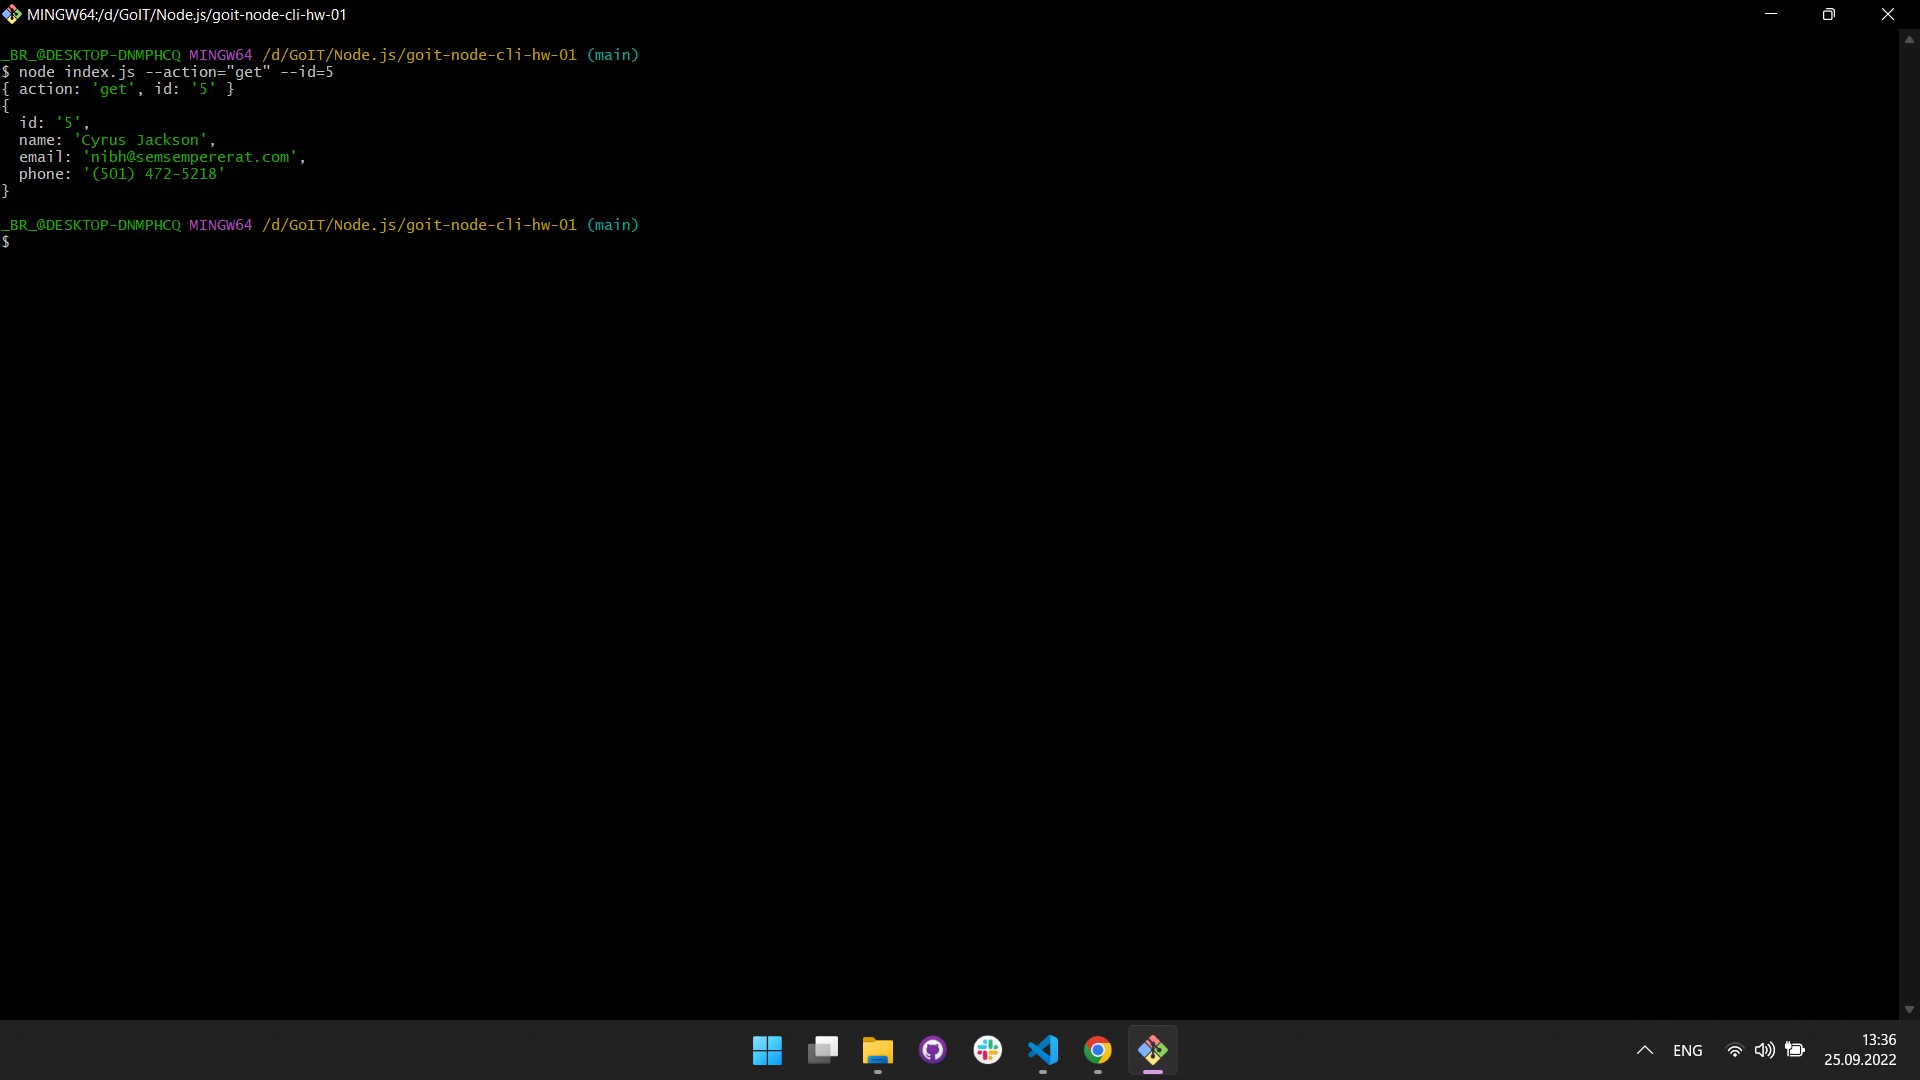 MINGW64:/d/GoIT/Node.js/goit-node-cli-hw-01
_BR_@DESKTOP-DNMPHCQ MINGW64 /d/GoIT/Node.js/goit-node-cli-hw-01 (main)
$ node index.js --action="get" --id=5
{ action: 'get', id: '5' }
{
  id: '5',
  name: 'Cyrus Jackson',
  email: 'nibh@semsempererat.com',
  phone: '(501) 472-5218'
}
_BR_@DESKTOP-DNMPHCQ MINGW64 /d/GoIT/Node.js/goit-node-cli-hw-01 (main)
$
ENG
13:36
25.09.2022